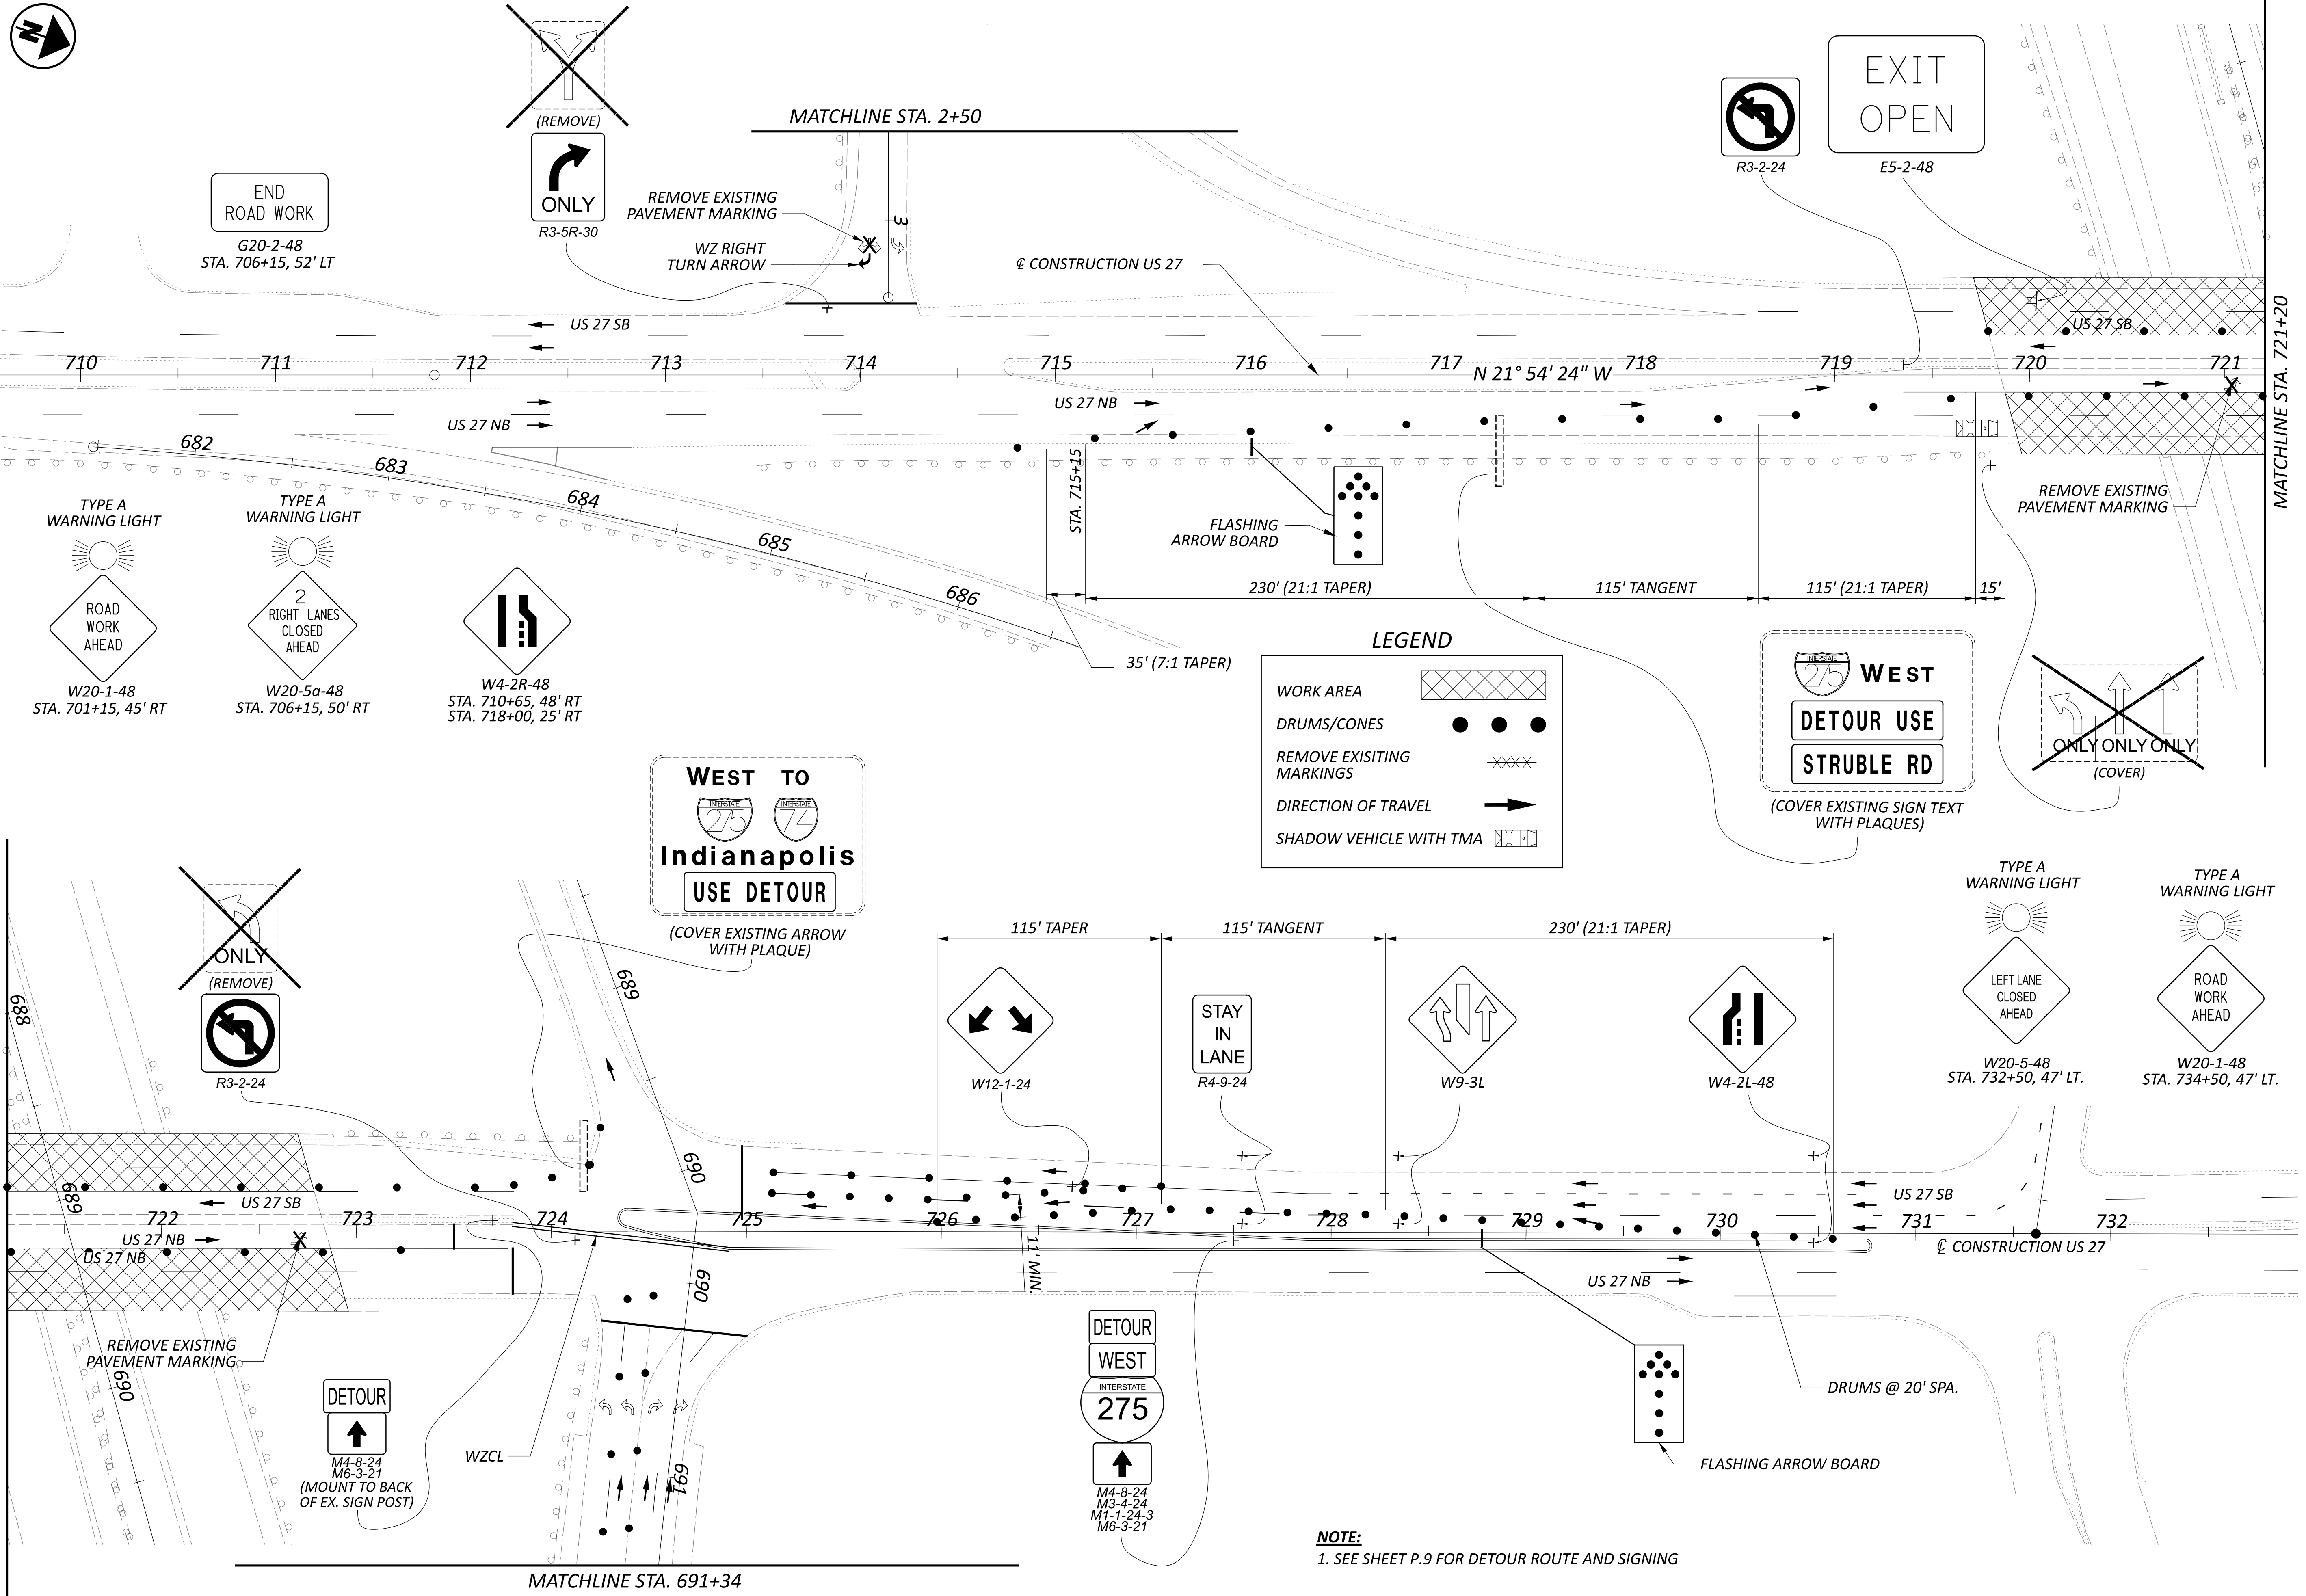 N
(REMOVE)
ONLY
R3-5R-30
END
ROAD WORK
G20-2-48
STA. 706+15, 52' LT
MATCHLINE STA. 2+50
REMOVE EXISTING
PAVEMENT MARKING
WZ RIGHT
TURN ARROW
3
℄ CONSTRUCTION US 27
R3-2-24
EXIT
OPEN
E5-2-48
US 27 SB
US 27 SB
710
711
712
713
714
715
716
717
N 21° 54' 24" W
718
719
720
721
MATCHLINE STA. 721+20
US 27 NB
US 27 NB
682
683
684
685
686
STA. 715+15
FLASHING
ARROW BOARD
REMOVE EXISTING
PAVEMENT MARKING
230' (21:1 TAPER)
115' TANGENT
115' (21:1 TAPER)
15'
35' (7:1 TAPER)
TYPE A
WARNING LIGHT
ROAD
WORK
AHEAD
W20-1-48
STA. 701+15, 45' RT
TYPE A
WARNING LIGHT
2
RIGHT LANES
CLOSED
AHEAD
W20-5a-48
STA. 706+15, 50' RT
W4-2R-48
STA. 710+65, 48' RT
STA. 718+00, 25' RT
LEGEND
WORK AREA
DRUMS/CONES
REMOVE EXISITING
MARKINGS
DIRECTION OF TRAVEL
SHADOW VEHICLE WITH TMA
INTERSTATE
275 WEST
DETOUR USE
STRUBLE RD
(COVER EXISTING SIGN TEXT
WITH PLAQUES)
ONLY ONLY ONLY
(COVER)
WEST TO
INTERSTATE INTERSTATE
275 74
Indianapolis
USE DETOUR
(COVER EXISTING ARROW
WITH PLAQUE)
ONLY
(REMOVE)
R3-2-24
115' TAPER
115' TANGENT
230' (21:1 TAPER)
W12-1-24
STAY
IN
LANE
R4-9-24
W9-3L
W4-2L-48
TYPE A
WARNING LIGHT
LEFT LANE
CLOSED
AHEAD
W20-5-48
STA. 732+50, 47' LT.
TYPE A
WARNING LIGHT
ROAD
WORK
AHEAD
W20-1-48
STA. 734+50, 47' LT.
688
689
690
689
690
690
691
US 27 SB
US 27 SB
722
723
724
725
726
727
728
729
730
731
732
US 27 NB
US 27 NB
US 27 NB
℄ CONSTRUCTION US 27
11' MIN.
REMOVE EXISTING
PAVEMENT MARKING
DETOUR
M4-8-24
M6-3-21
(MOUNT TO BACK
OF EX. SIGN POST)
WZCL
DETOUR
WEST
INTERSTATE
275
M4-8-24
M3-4-24
M1-1-24-3
M6-3-21
DRUMS @ 20' SPA.
FLASHING ARROW BOARD
NOTE:
1. SEE SHEET P.9 FOR DETOUR ROUTE AND SIGNING
MATCHLINE STA. 691+34